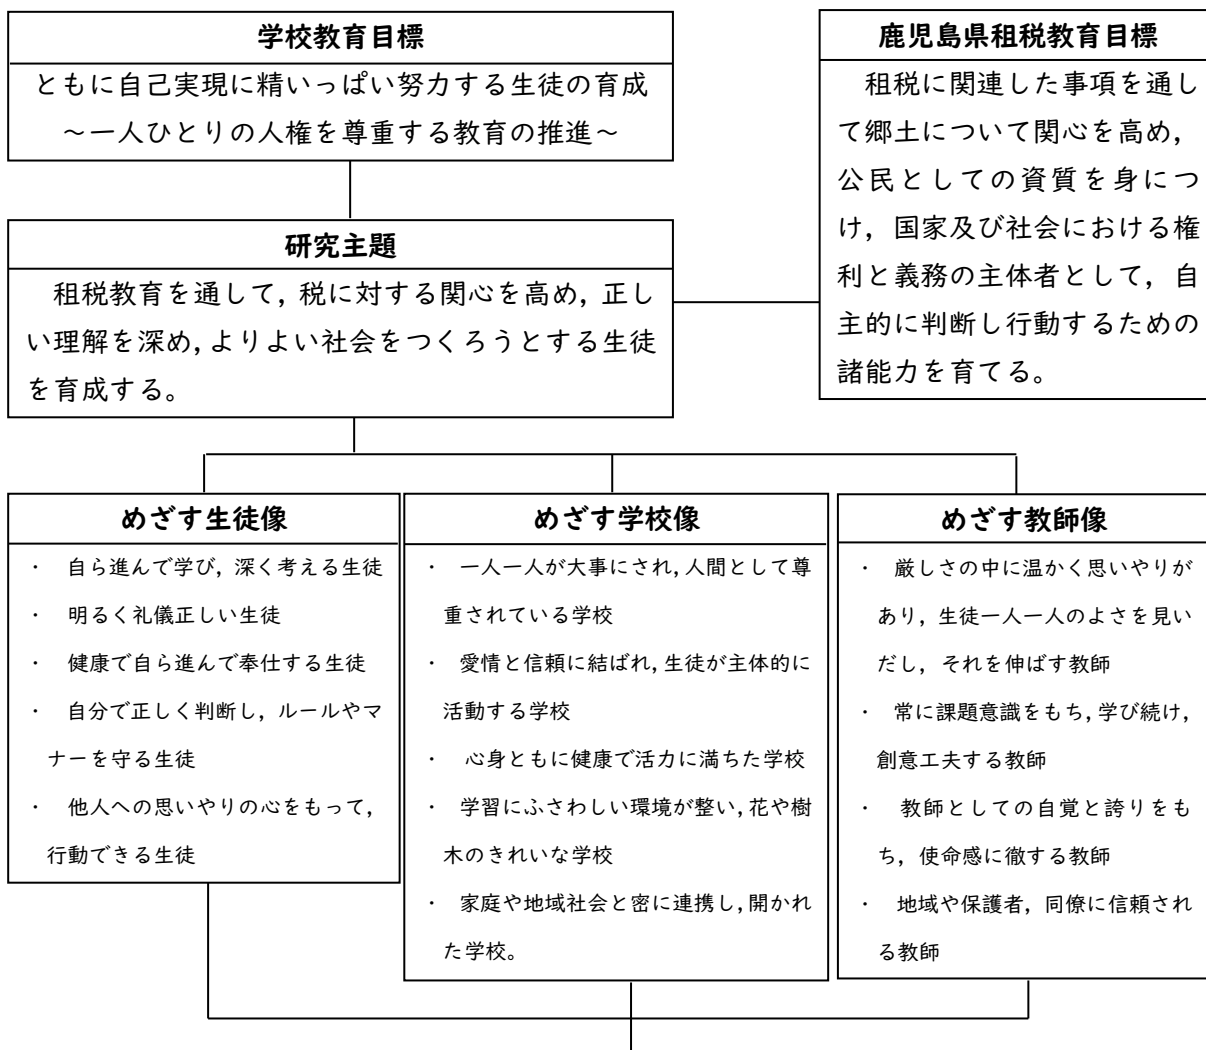 学校教育目標
ともに自己実現に精いっぱい努力する生徒の育成
~一人ひとりの人権を尊重する教育の推進~
鹿児島県租税教育目標
租税に関連した事項を通し
て郷土について関心を高め,
公民としての資質を身につ
け,国家及び社会における権
利と義務の主体者として,自
主的に判断し行動するための
諸能力を育てる。
研究主題
租税教育を通して,税に対する関心を高め,正し
い理解を深め,よりよい社会をつくろうとする生徒
を育成する。
めざす生徒像
・ 自ら進んで学び,深く考える生徒
・ 明るく礼儀正しい生徒
・ 健康で自ら進んで奉仕する生徒
・ 自分で正しく判断し,ルールやマ
ナーを守る生徒
・ 他人への思いやりの心をもって,
行動できる生徒
めざす学校像
・ 一人一人が大事にされ,人間として尊
重されている学校
・ 愛情と信頼に結ばれ,生徒が主体的に
活動する学校
・ 心身ともに健康で活力に満ちた学校
・ 学習にふさわしい環境が整い,花や樹
木のきれいな学校
・ 家庭や地域社会と密に連携し,開かれ
た学校。
めざす教師像
・ 厳しさの中に温かく思いやりが
あり,生徒一人一人のよさを見い
だし,それを伸ばす教師
・ 常に課題意識をもち,学び続け,
創意工夫する教師
・ 教師としての自覚と誇りをも
ち,使命感に徹する教師
・ 地域や保護者,同僚に信頼され
る教師